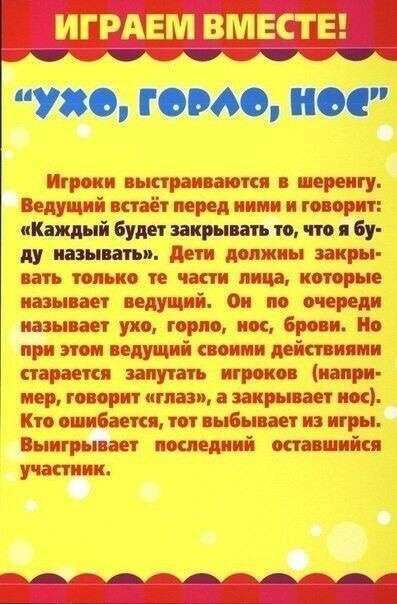 ИГРАЕМ ВМЕСТЕ!
“УХО, ГОРЛО, НОС”
Игроки выстраиваются в шеренгу.
Ведущий встаёт перед ними и говорит:
«Каждый будет закрывать то, что я бу-
ду называть». Дети должны закры-
вать только те части лица, которые
называет ведущий. Он по очереди
называет ухо, горло, нос, брови. Но
при этом ведущий своими действиями
старается запутать игроков (напри-
мер, говорит «глаз», а закрывает нос).
Кто ошибается, тот выбывает из игры.
Выигрывает последний оставшийся
участник.